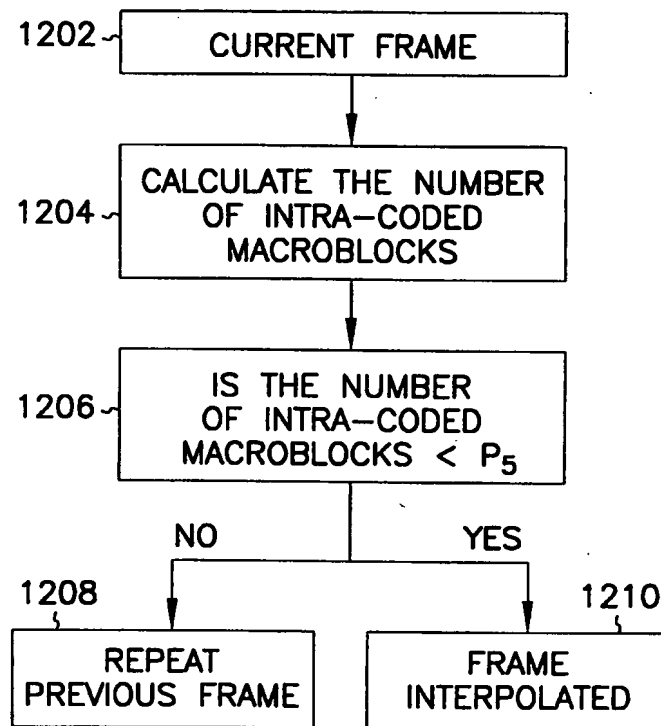 1202
CURRENT FRAME
1204
CALCULATE THE NUMBER
OF INTRA-CODED
MACROBLOCKS
1206
IS THE NUMBER
OF INTRA-CODED
MACROBLOCKS < P5
NO
YES
1208
REPEAT
PREVIOUS FRAME
1210
FRAME
INTERPOLATED